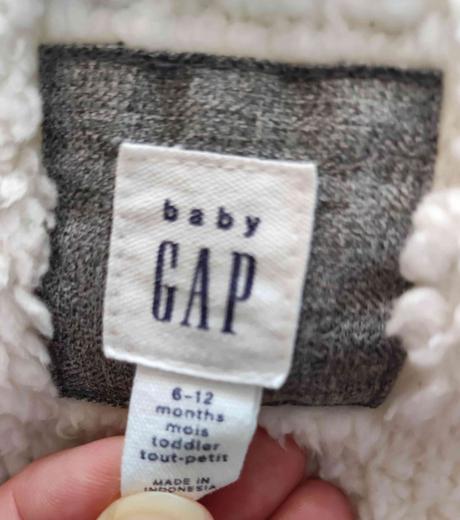 baby
GAP
6-12
months
mois
toddler
tout-petit
MADE IN
INDONESIA